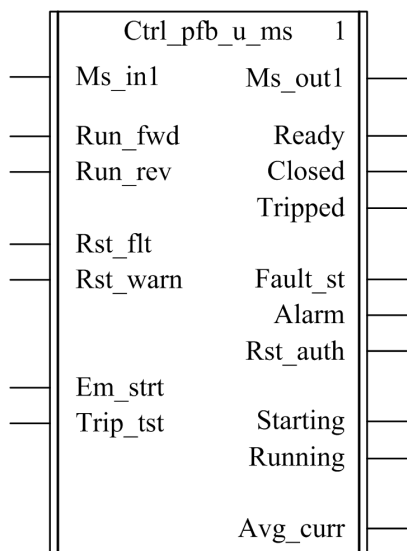 Ctrl_pfb_u_ms 1
Ms_in1 Ms_out1
Run_fwd Ready
Run_rev Closed
Tripped
Rst_flt
Rst_warn Fault_st
Alarm
Rst_auth
Em_strt
Trip_tst Starting
Running
Avg_curr